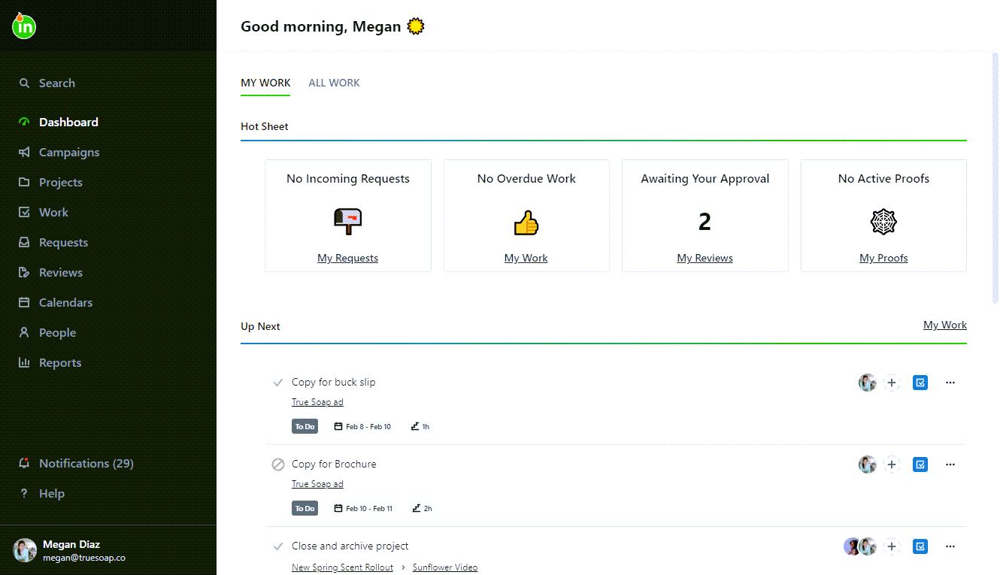 in
Search
Dashboard
Campaigns
Projects
Work
Requests
Reviews
Calendars
People
Reports
Notifications (29)
? Help
Megan Diaz
megan@truesoap.co
Good morning, Megan
MY WORK ALL WORK
Hot Sheet
No Incoming Requests
My Requests
No Overdue Work
My Work
Awaiting Your Approval
2
My Reviews
No Active Proofs
My Proofs
Up Next My Work
Copy for buck slip
True Soap ad
To Do Feb 8 - Feb 10 1h
Copy for Brochure
True Soap ad
To Do Feb 10 - Feb 11 2h
Close and archive project
New Spring Scent Rollout › Sunflower Video